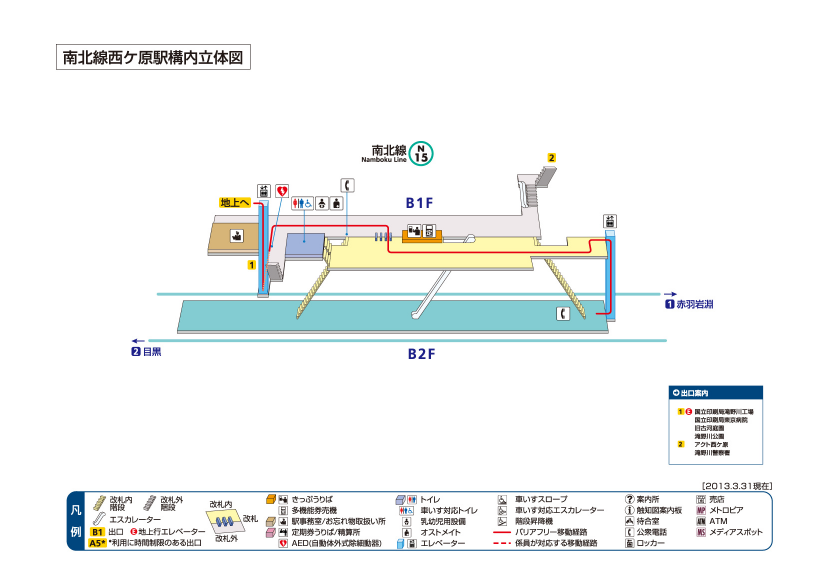 南北線西ケ原駅構内立体図
南北線
Namboku Line
N
15
2
地上へ
B1F
1
1 赤羽岩淵
2 目黒
B2F
出口案内
1 E 国立印刷局滝野川工場
国立印刷局東京病院
旧古河庭園
滝野川公園
2 アクト西ケ原
滝野川警察署
[2013.3.31現在]
凡例
改札内階段
改札外階段
エスカレーター
B1 出口 E 地上行エレベーター
A5* *利用に時間制限のある出口
改札内
改札
改札外
きっぷうりば
多機能券売機
駅事務室/お忘れ物取扱い所
定期券うりば/精算所
AED(自動体外式除細動器)
トイレ
車いす対応トイレ
乳幼児用設備
オストメイト
エレベーター
車いすスロープ
車いす対応エスカレーター
階段昇降機
バリアフリー移動経路
係員が対応する移動経路
? 案内所
i 触知図案内板
待合室
公衆電話
ロッカー
売店
MP メトロピア
ATM ATM
MS メディアスポット